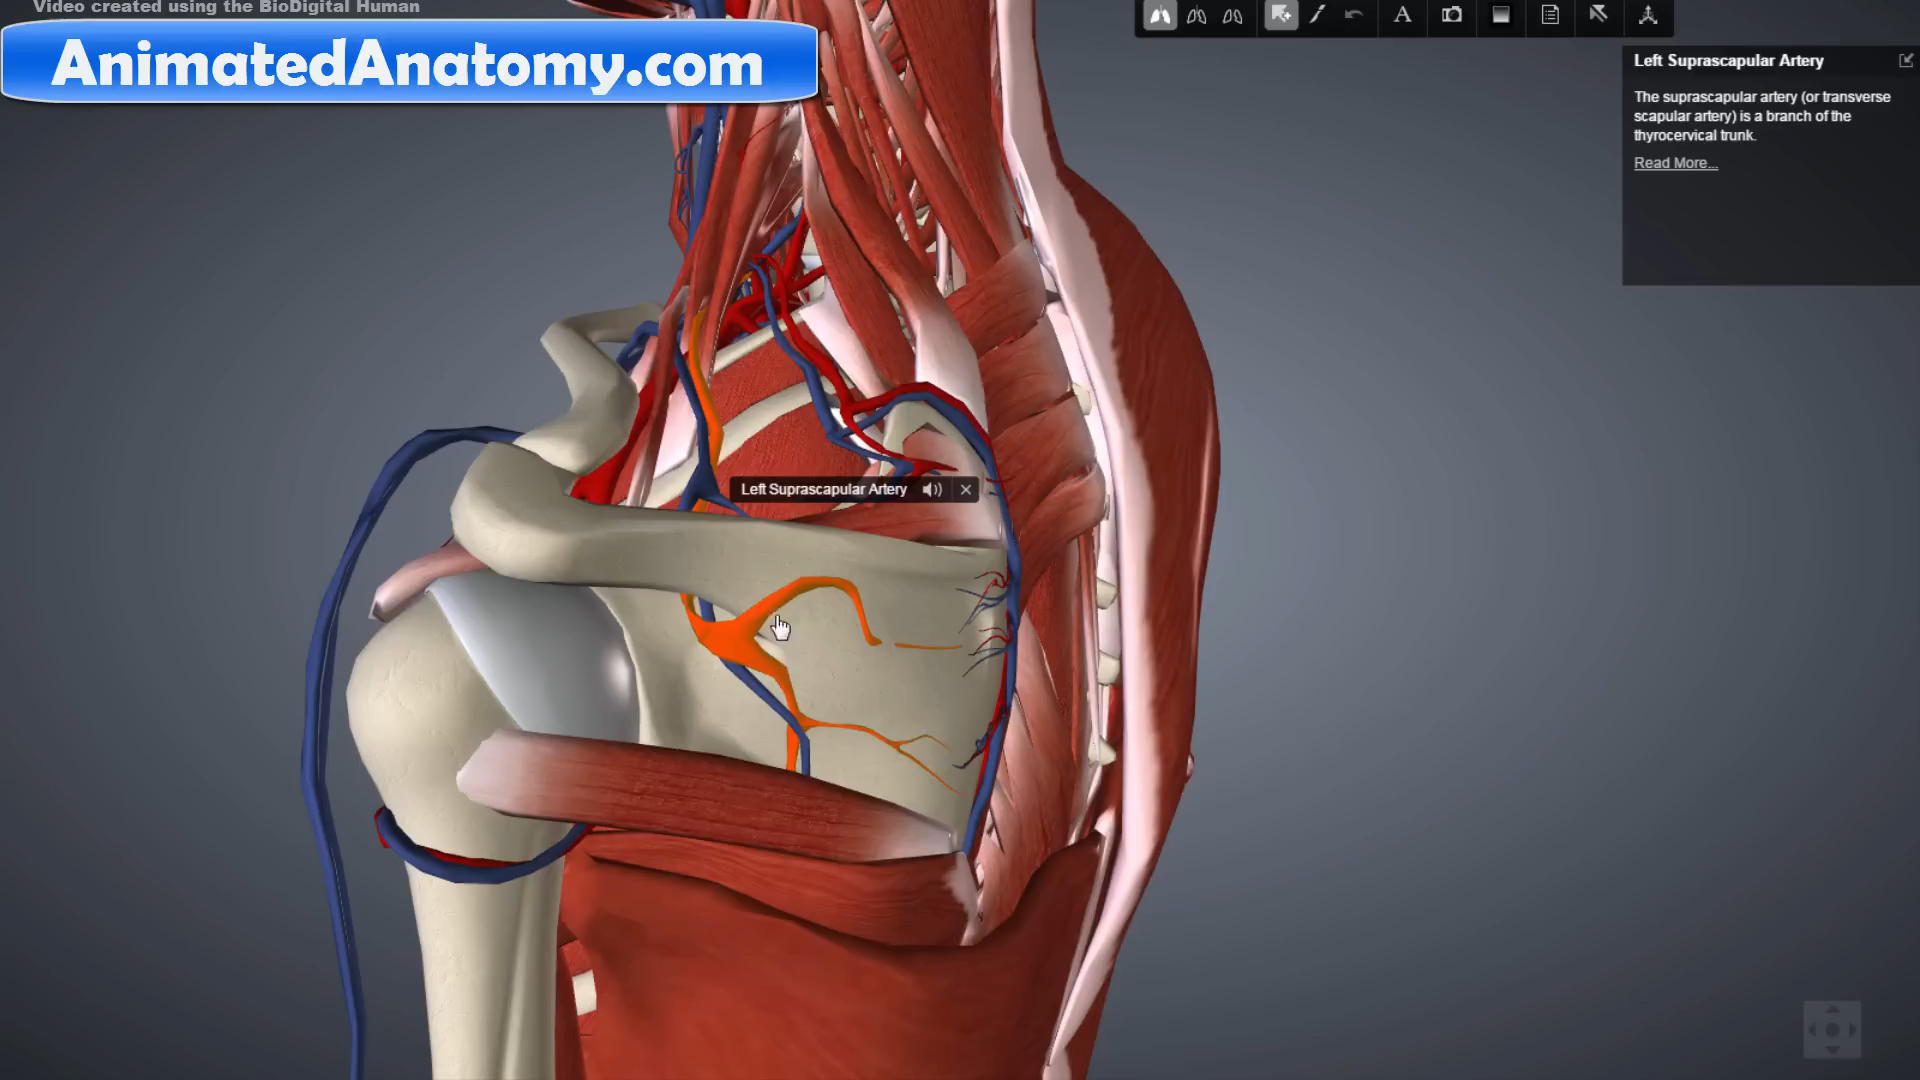 Video created using the BioDigital Human
AnimatedAnatomy.com
A
Left Suprascapular Artery
The suprascapular artery (or transverse
scapular artery) is a branch of the
thyrocervical trunk.
Read More...
Left Suprascapular Artery